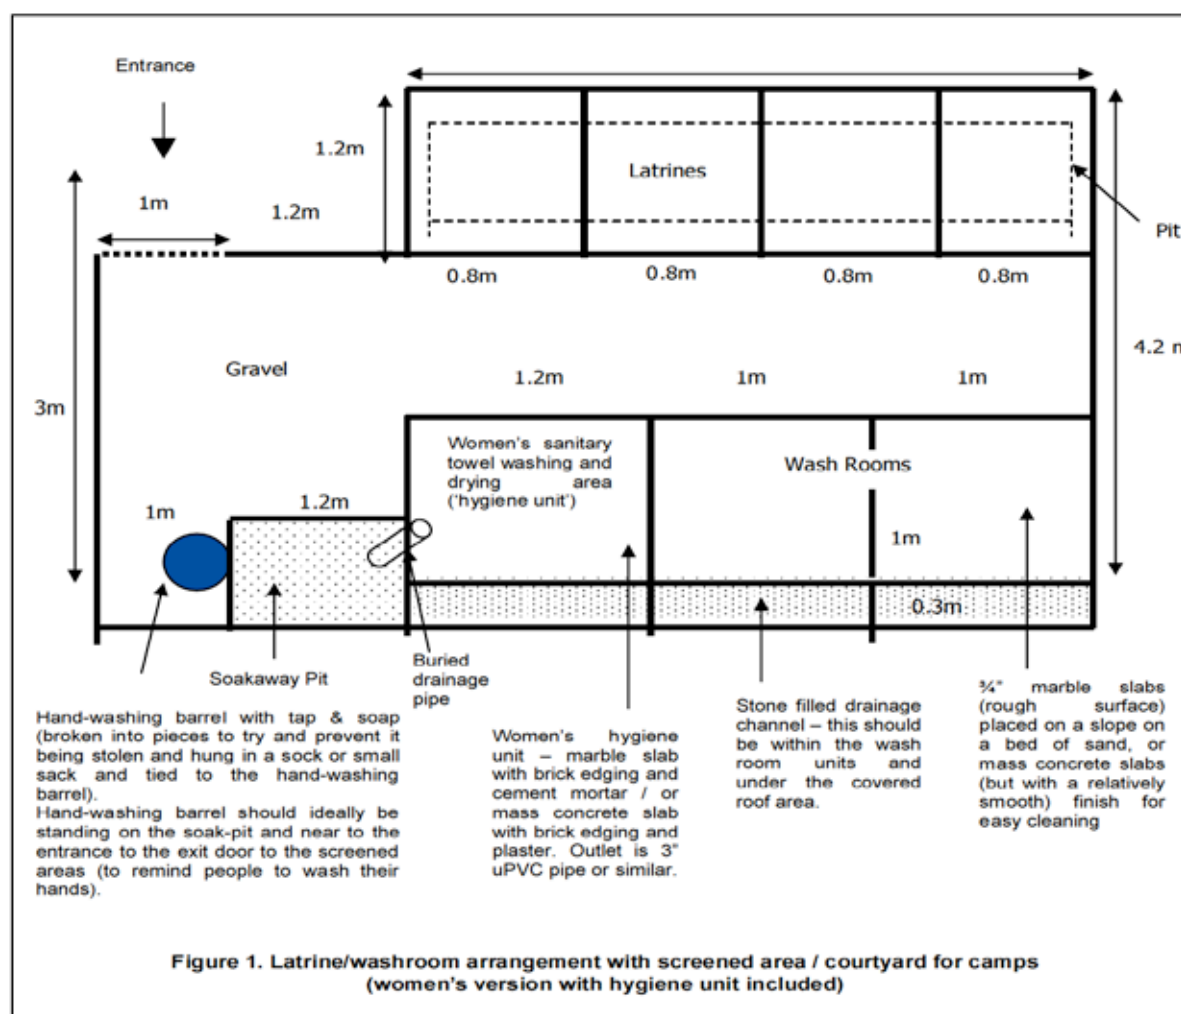 Entrance
1.2m
Latrines
1m
1.2m
Pit
0.8m
0.8m
0.8m
0.8m
4.2 m
Gravel
1.2m
1m
1m
3m
Women's sanitary
towel washing and
drying area
('hygiene unit')
Wash Rooms
1.2m
1m
1m
0.3m
Soakaway Pit
Buried
drainage
pipe
Hand-washing barrel with tap & soap
(broken into pieces to try and prevent it
being stolen and hung in a sock or small
sack and tied to the hand-washing
barrel).
Hand-washing barrel should ideally be
standing on the soak-pit and near to the
entrance to the exit door to the screened
areas (to remind people to wash their
hands).
Women's hygiene
unit – marble slab
with brick edging and
cement mortar / or
mass concrete slab
with brick edging and
plaster. Outlet is 3"
uPVC pipe or similar.
Stone filled drainage
channel – this should
be within the wash
room units and
under the covered
roof area.
¾" marble slabs
(rough surface)
placed on a slope on
a bed of sand, or
mass concrete slabs
(but with a relatively
smooth) finish for
easy cleaning
Figure 1. Latrine/washroom arrangement with screened area / courtyard for camps
(women's version with hygiene unit included)